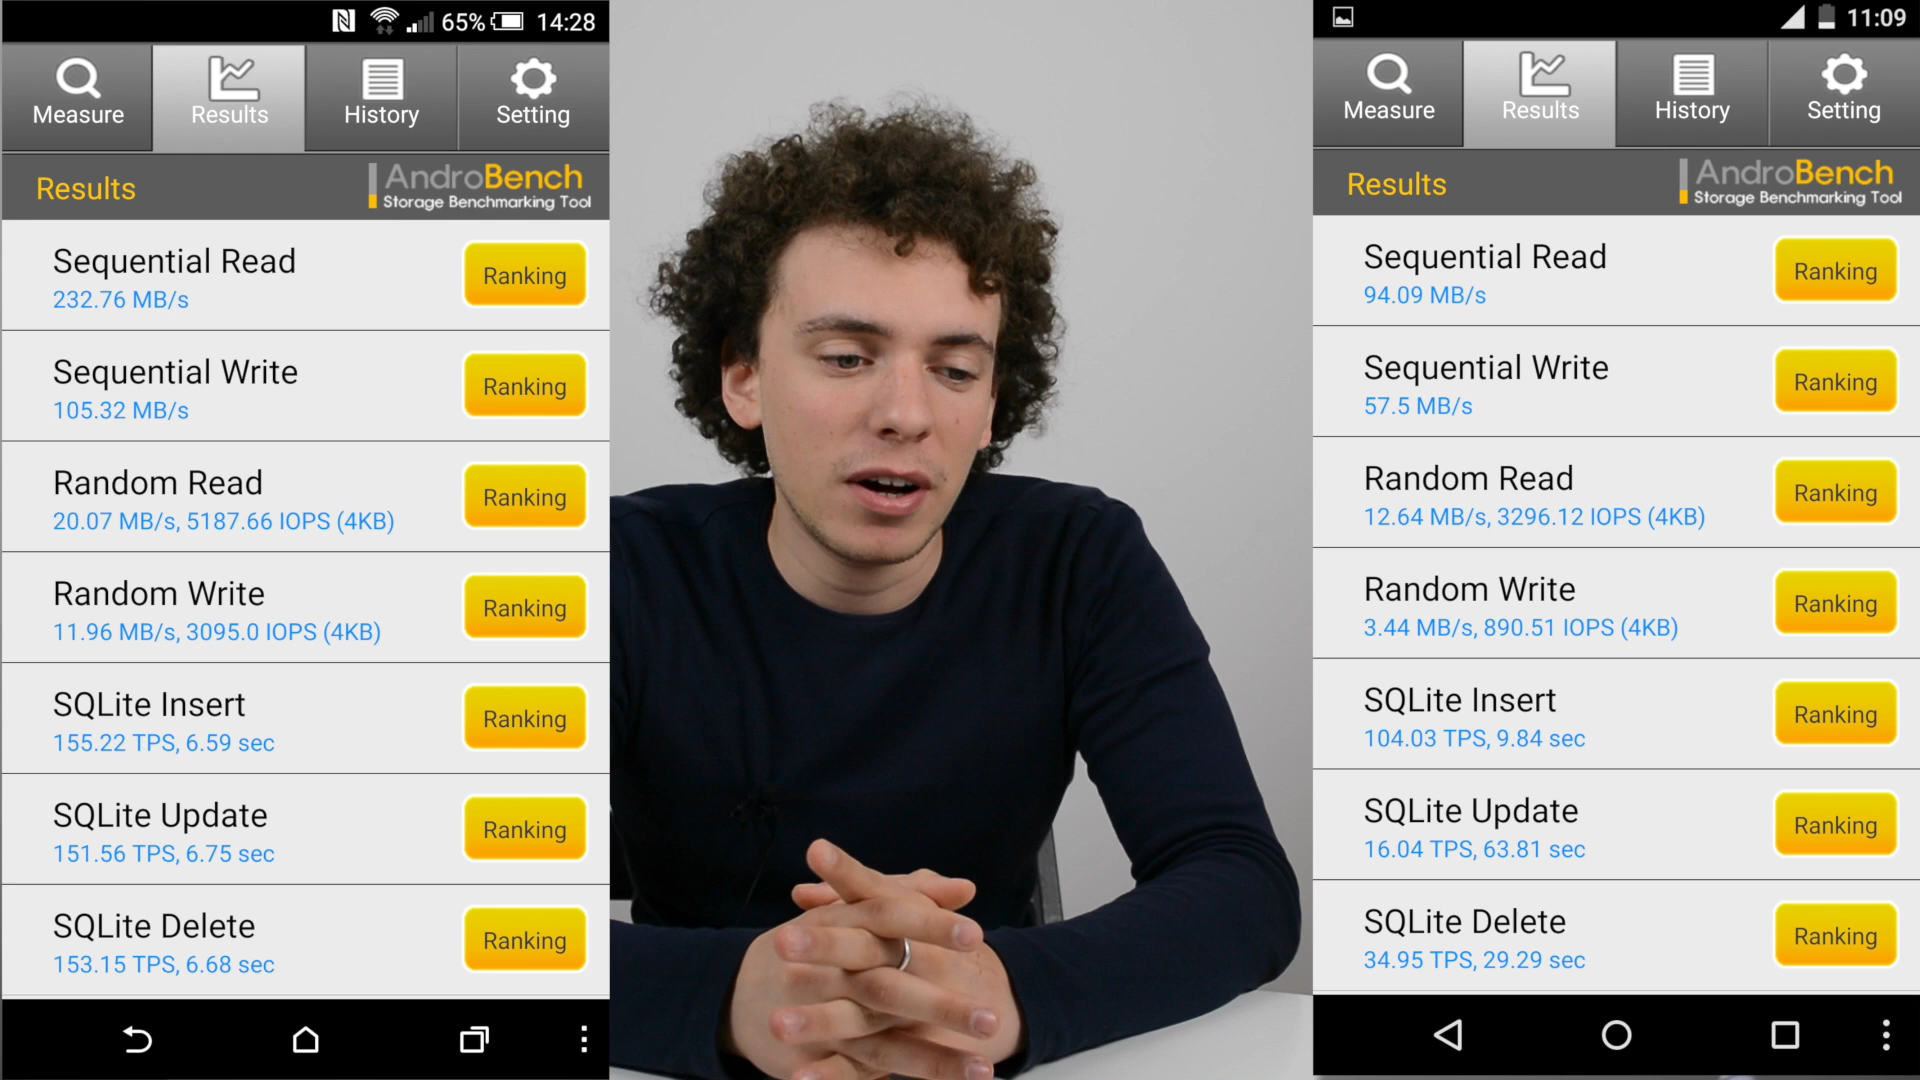 65% 14:28
Measure Results History Setting
Results
AndroBench
Storage Benchmarking Tool
Sequential Read
232.76 MB/s
Ranking
Sequential Write
105.32 MB/s
Ranking
Random Read
20.07 MB/s, 5187.66 IOPS (4KB)
Ranking
Random Write
11.96 MB/s, 3095.0 IOPS (4KB)
Ranking
SQLite Insert
155.22 TPS, 6.59 sec
Ranking
SQLite Update
151.56 TPS, 6.75 sec
Ranking
SQLite Delete
153.15 TPS, 6.68 sec
Ranking
11:09
Measure Results History Setting
Results
AndroBench
Storage Benchmarking Tool
Sequential Read
94.09 MB/s
Ranking
Sequential Write
57.5 MB/s
Ranking
Random Read
12.64 MB/s, 3296.12 IOPS (4KB)
Ranking
Random Write
3.44 MB/s, 890.51 IOPS (4KB)
Ranking
SQLite Insert
104.03 TPS, 9.84 sec
Ranking
SQLite Update
16.04 TPS, 63.81 sec
Ranking
SQLite Delete
34.95 TPS, 29.29 sec
Ranking